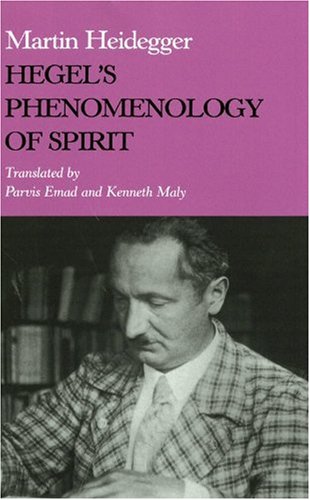 Martin Heidegger
HEGEL'S
PHENOMENOLOGY
OF SPIRIT
Translated by
Parvis Emad and Kenneth Maly